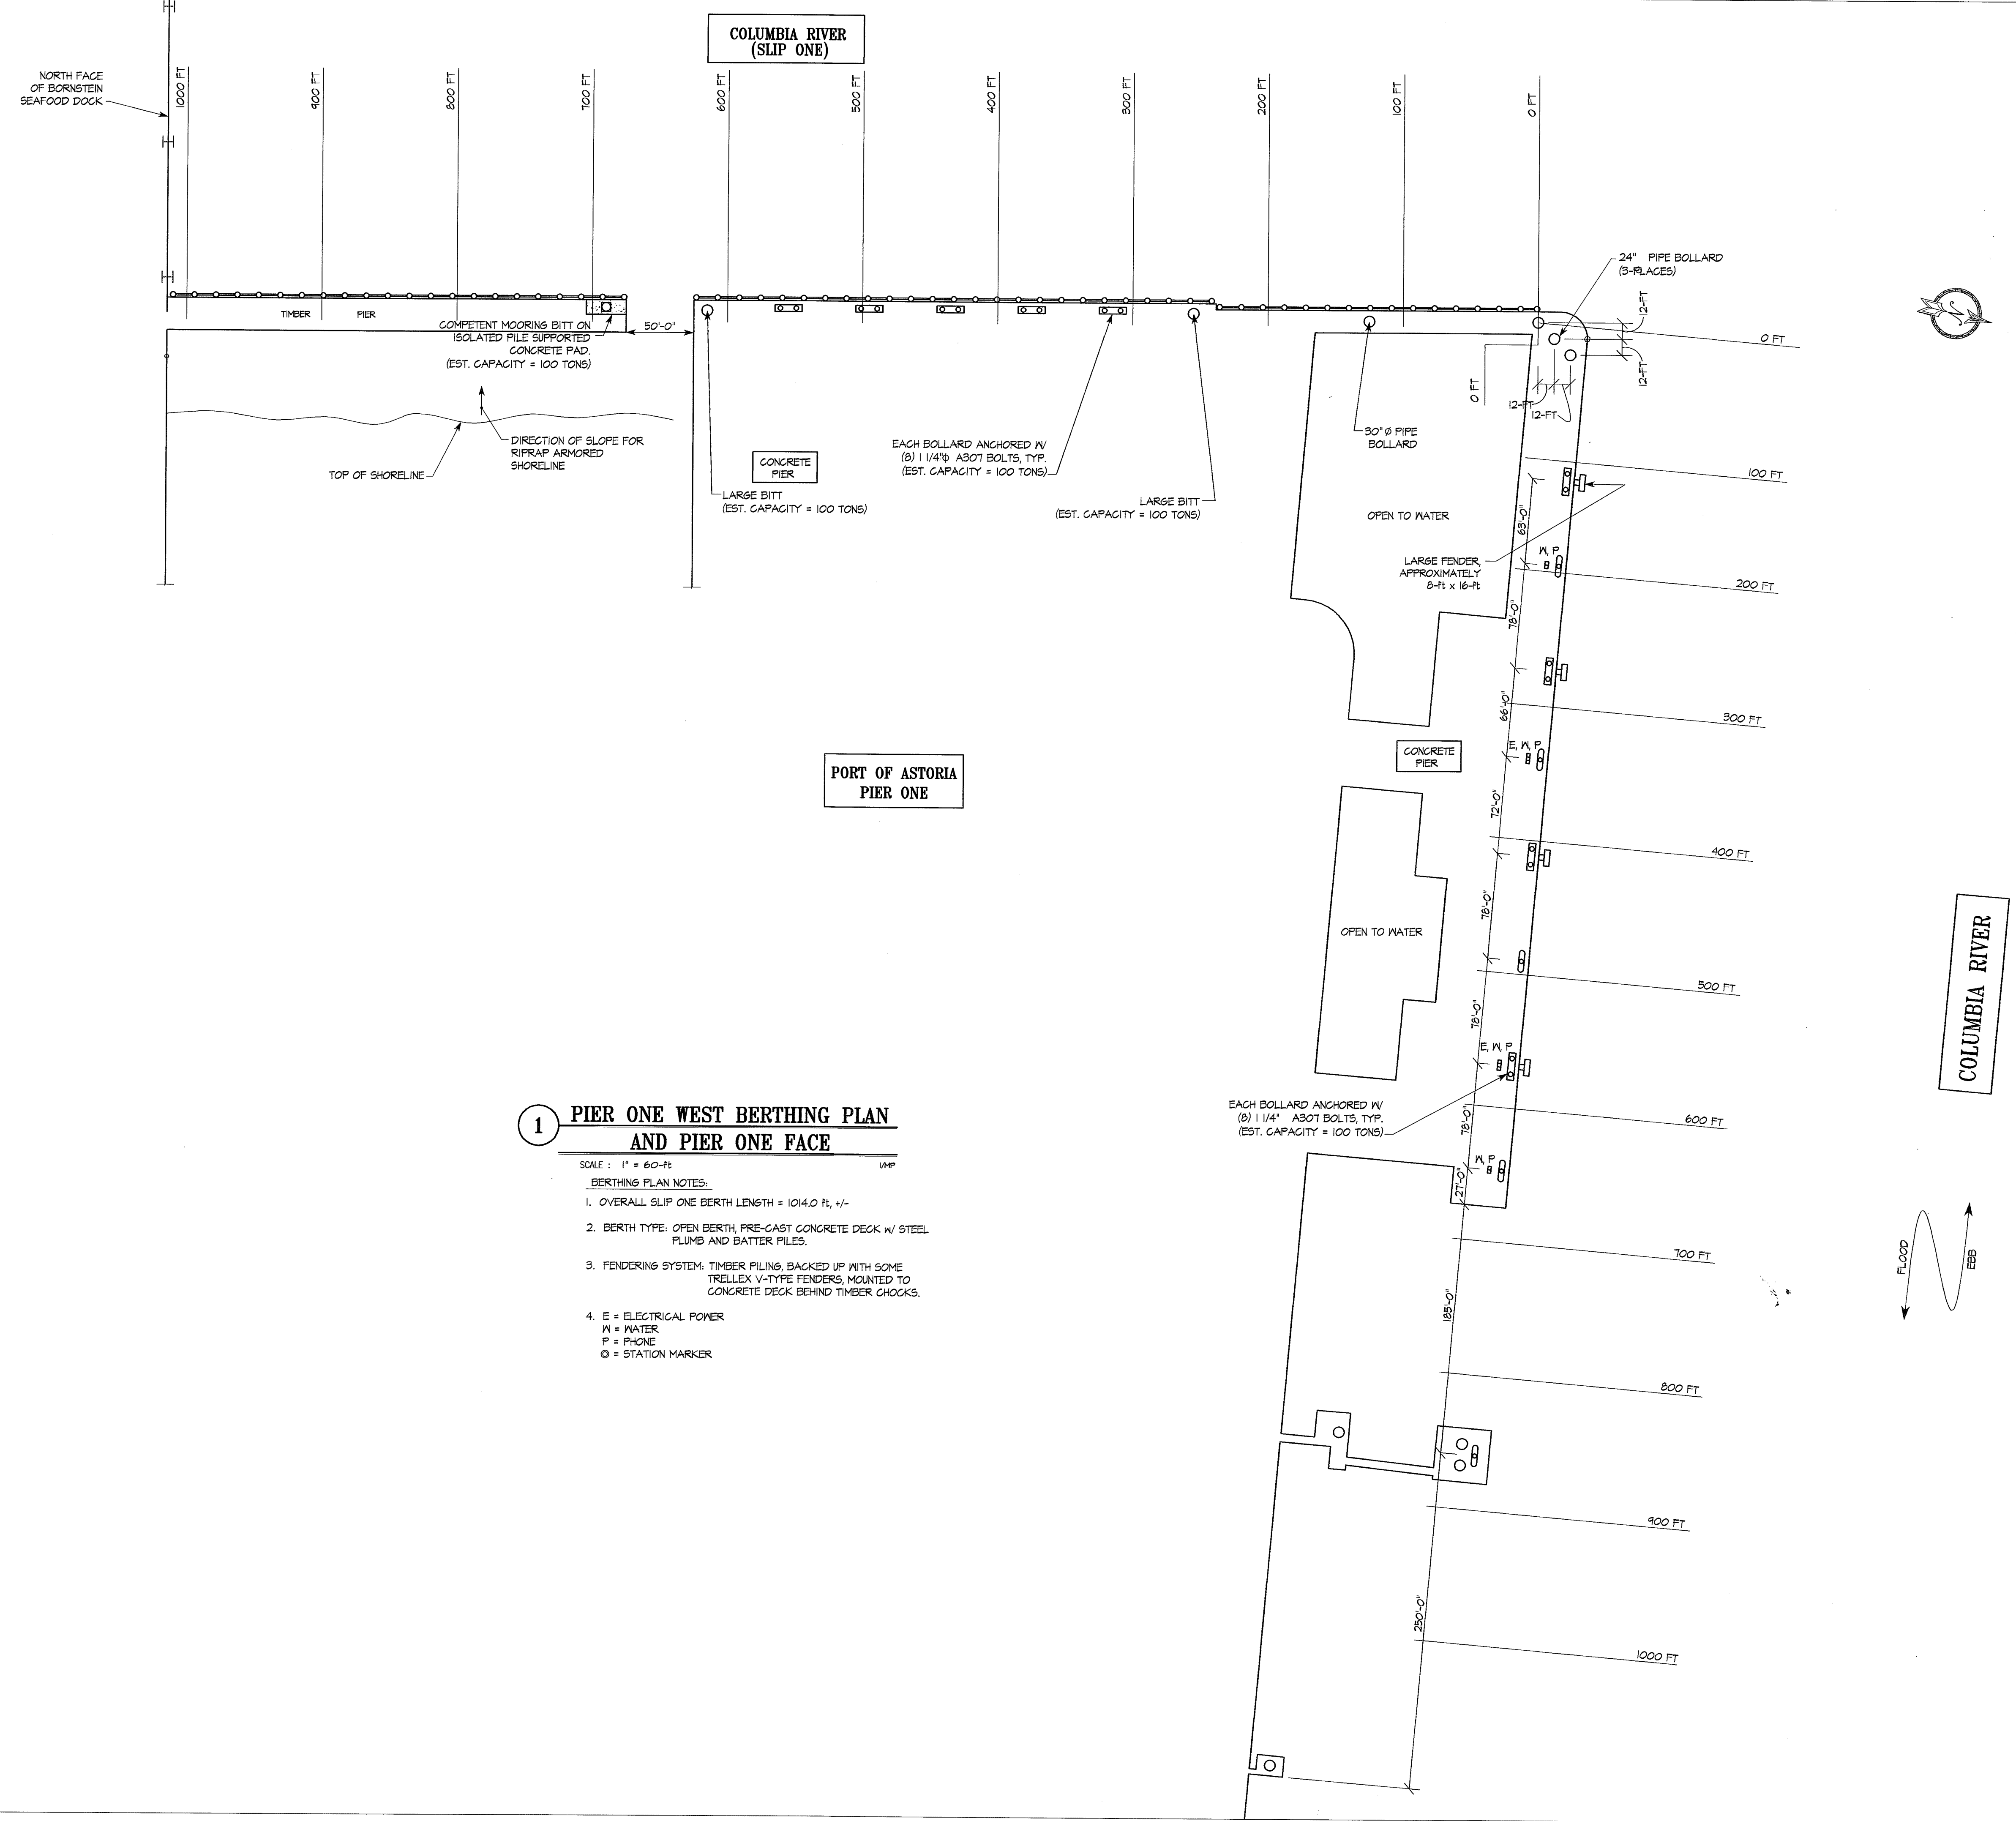 COLUMBIA RIVER
(SLIP ONE)
NORTH FACE
OF BORNSTEIN
SEAFOOD DOCK
1000 FT
900 FT
800 FT
700 FT
600 FT
500 FT
400 FT
300 FT
200 FT
100 FT
0 FT
24" PIPE BOLLARD
(3-PLACES)
12-FT
12-FT
12-FT
12-FT
0 FT
0 FT
TIMBER PIER
COMPETENT MOORING BITT ON
ISOLATED PILE SUPPORTED
CONCRETE PAD.
(EST. CAPACITY = 100 TONS)
50'-0"
DIRECTION OF SLOPE FOR
RIPRAP ARMORED
SHORELINE
TOP OF SHORELINE
CONCRETE
PIER
LARGE BITT
(EST. CAPACITY = 100 TONS)
EACH BOLLARD ANCHORED W/
(8) 1 1/4"ϕ A307 BOLTS, TYP.
(EST. CAPACITY = 100 TONS)
LARGE BITT
(EST. CAPACITY = 100 TONS)
30"Ø PIPE
BOLLARD
OPEN TO WATER
LARGE FENDER,
APPROXIMATELY
8-ft x 16-ft
100 FT
63'-0"
W, P
200 FT
78'-0"
66'-0"
300 FT
E, W, P
CONCRETE
PIER
72'-0"
400 FT
78'-0"
OPEN TO WATER
500 FT
78'-0"
E, W, P
EACH BOLLARD ANCHORED W/
(8) 1 1/4" A307 BOLTS, TYP.
(EST. CAPACITY = 100 TONS)
78'-0"
600 FT
W, P
27'-0"
700 FT
185'-0"
800 FT
900 FT
250'-0"
1000 FT
N
COLUMBIA RIVER
FLOOD
EBB
PORT OF ASTORIA
PIER ONE
1
PIER ONE WEST BERTHING PLAN
AND PIER ONE FACE
SCALE : 1" = 60-ft
1/MP
BERTHING PLAN NOTES:
1. OVERALL SLIP ONE BERTH LENGTH = 1014.0 ft, +/-
2. BERTH TYPE: OPEN BERTH, PRE-CAST CONCRETE DECK W/ STEEL
PLUMB AND BATTER PILES.
3. FENDERING SYSTEM: TIMBER PILING, BACKED UP WITH SOME
TRELLEX V-TYPE FENDERS, MOUNTED TO
CONCRETE DECK BEHIND TIMBER CHOCKS.
4. E = ELECTRICAL POWER
W = WATER
P = PHONE
◎ = STATION MARKER